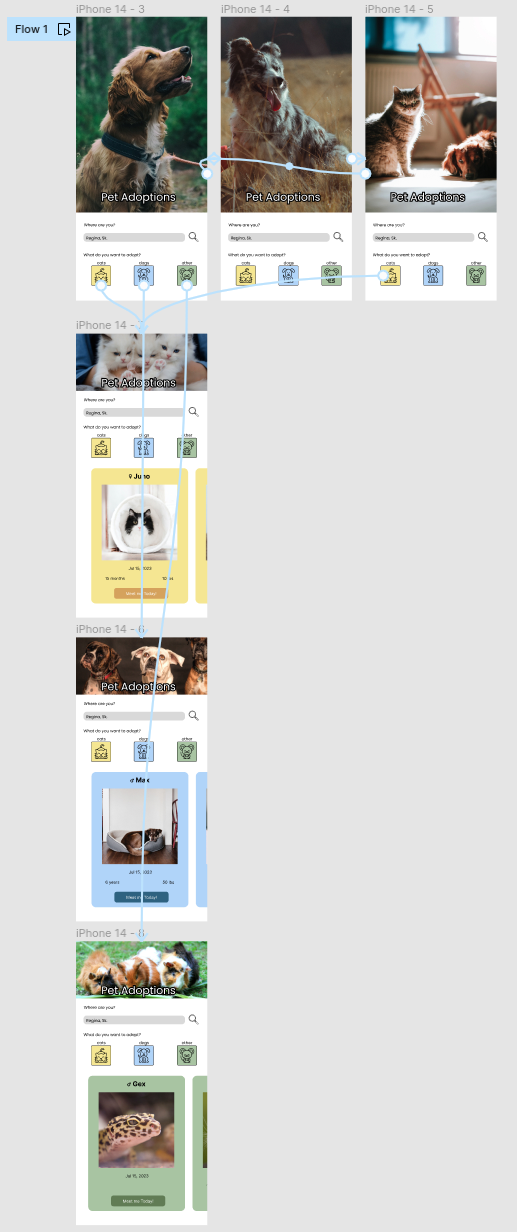 Flow 1
iPhone 14 - 3
iPhone 14 - 4
iPhone 14 - 5
Pet Adoptions
Where are you?
Regina, Sk.
What do you want to adopt?
cats dogs other
Pet Adoptions
Where are you?
Regina, Sk.
What do you want to adopt?
cats dogs other
Pet Adoptions
Where are you?
Regina, Sk.
What do you want to adopt?
cats dogs other
iPhone 14 -
Pet Adoptions
Where are you?
Regina, Sk.
What do you want to adopt?
cats dogs other
♀ Juno
Jul 15, 2023
15 months
Meet me Today!
iPhone 14 - 6
Pet Adoptions
Where are you?
Regina, Sk.
What do you want to adopt?
cats dogs other
♂ Max
Jul 15, 2023
6 years 50 lbs
Meet me Today!
iPhone 14 - 8
Pet Adoptions
Where are you?
Regina, Sk.
What do you want to adopt?
cats dogs other
♂ Gex
Jul 15, 2023
Meet me Today!